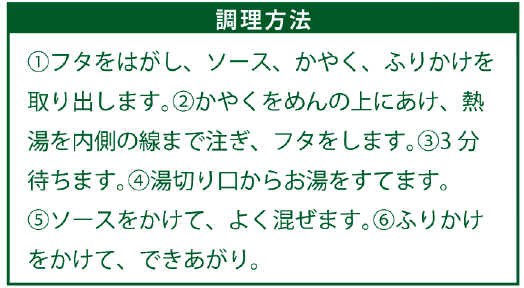 調理方法
①フタをはがし、ソース、かやく、ふりかけを
取り出します。②かやくをめんの上にあけ、熱
湯を内側の線まで注ぎ、フタをします。③3分
待ちます。④湯切り口からお湯をすてます。
⑤ソースをかけて、よく混ぜます。⑥ふりかけ
をかけて、できあがり。